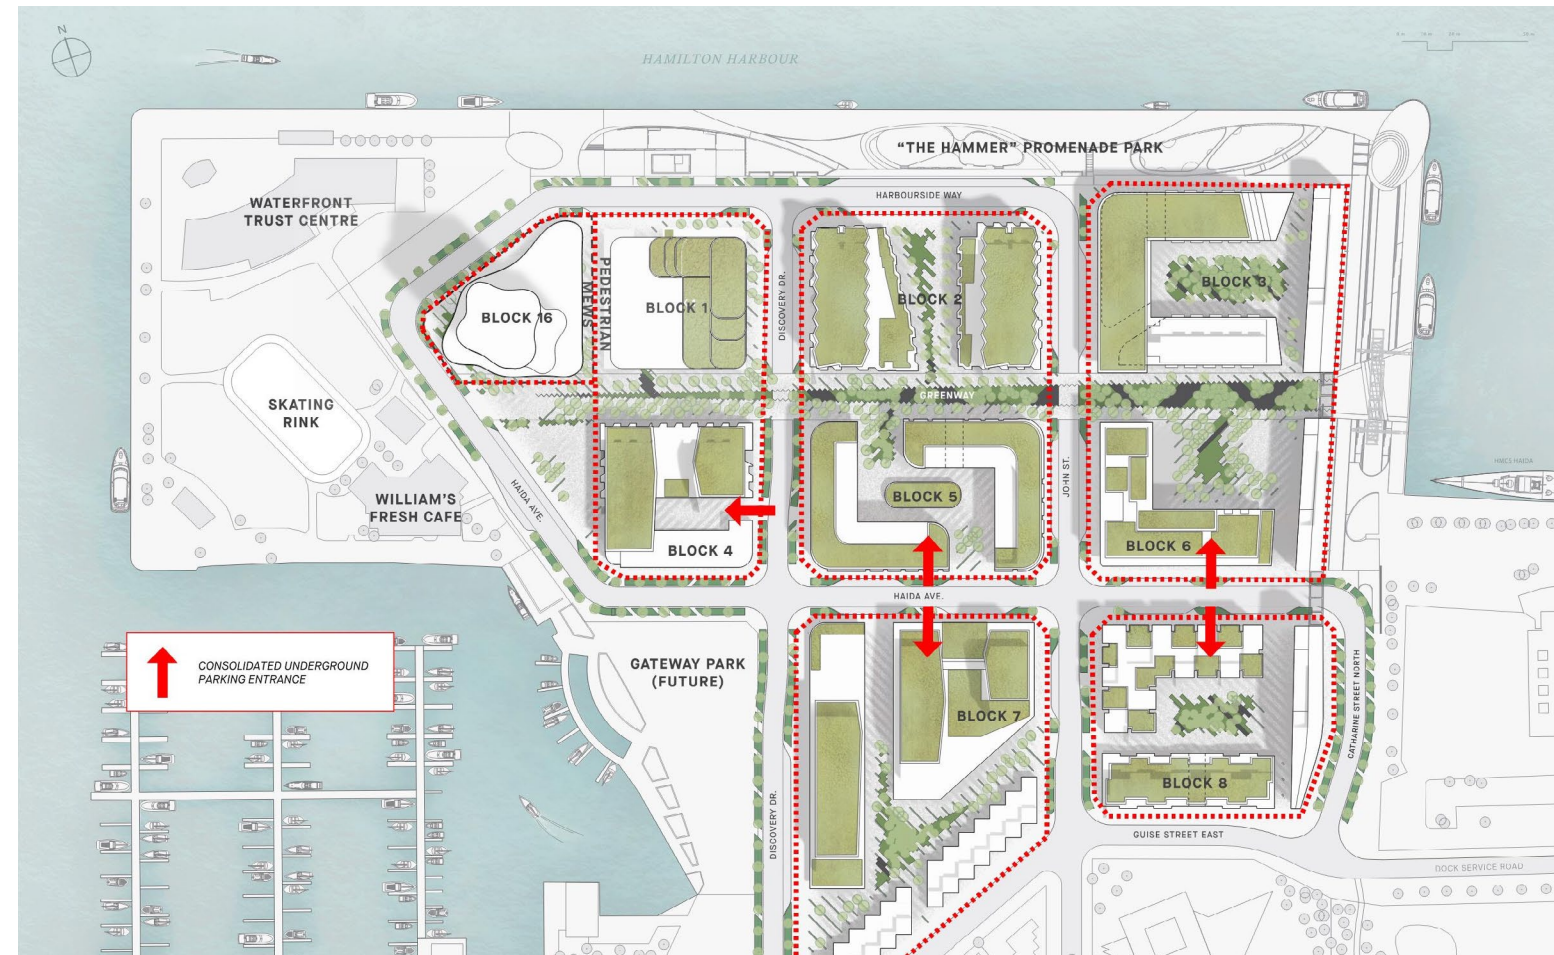 N
HAMILTON HARBOUR
"THE HAMMER" PROMENADE PARK
HARBOURSIDE WAY
WATERFRONT
TRUST CENTRE
BLOCK 16
PEDESTRIAN
MEWS
BLOCK 1
DISCOVERY DR.
BLOCK 2
BLOCK 3
GREENWAY
SKATING
RINK
WILLIAM'S
FRESH CAFE
HAIDA AVE.
BLOCK 4
BLOCK 5
JOHN ST.
BLOCK 6
HMCS HAIDA
HAIDA AVE.
CONSOLIDATED UNDERGROUND
PARKING ENTRANCE
GATEWAY PARK
(FUTURE)
BLOCK 7
DISCOVERY DR.
BLOCK 8
CATHARINE STREET NORTH
GUISE STREET EAST
DOCK SERVICE ROAD